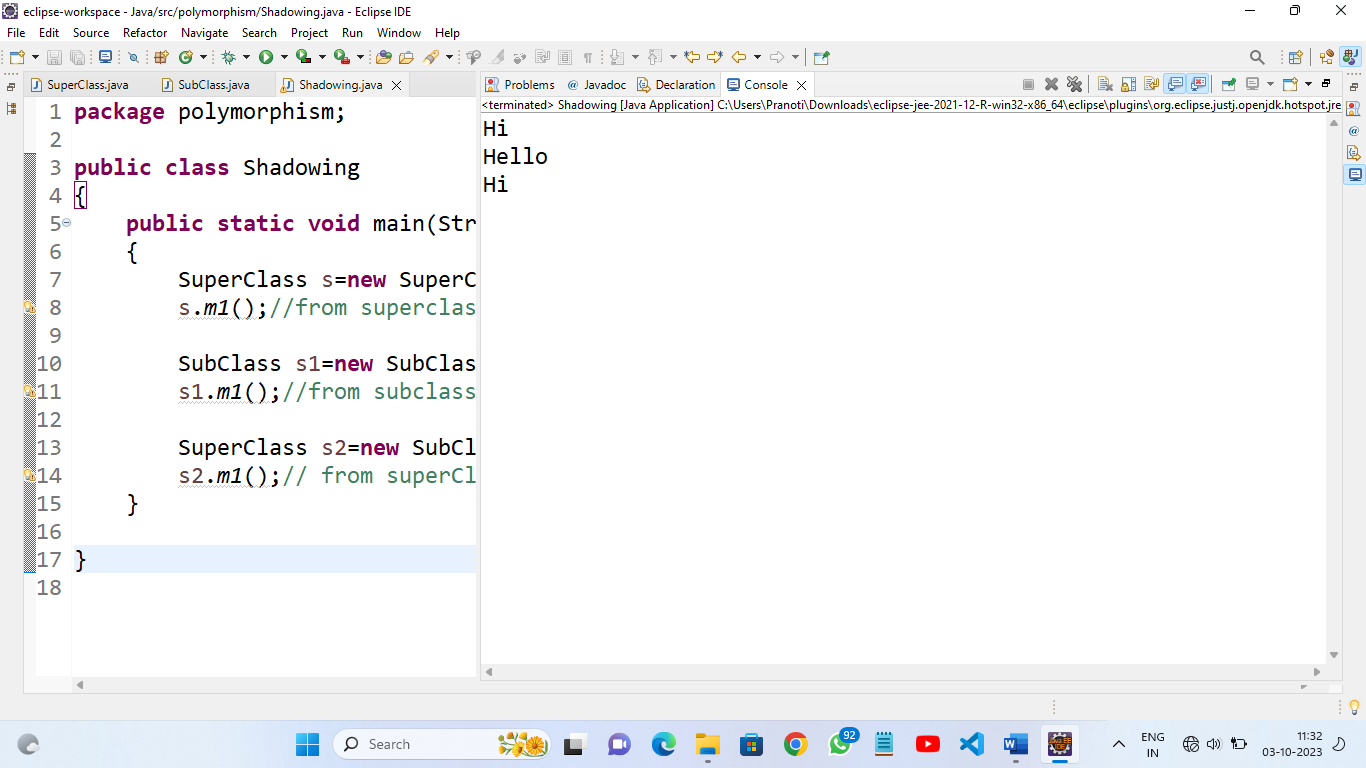 eclipse-workspace - Java/src/polymorphism/Shadowing.java - Eclipse IDE
File Edit Source Refactor Navigate Search Project Run Window Help
SuperClass.java SubClass.java Shadowing.java
1 package polymorphism;
2
3 public class Shadowing
4 {
5 public static void main(Str
6 {
7 SuperClass s=new SuperC
8 s.m1();//from superclas
9
10 SubClass s1=new SubClas
11 s1.m1();//from subclass
12
13 SuperClass s2=new SubCl
14 s2.m1();// from superCl
15 }
16
17 }
18
Problems @ Javadoc Declaration Console
<terminated> Shadowing [Java Application] C:\Users\Pranoti\Downloads\eclipse-jee-2021-12-R-win32-x86_64\eclipse\plugins\org.eclipse.justj.openjdk.hotspot.jre
Hi
Hello
Hi
Search
92
ENG
IN
11:32
03-10-2023